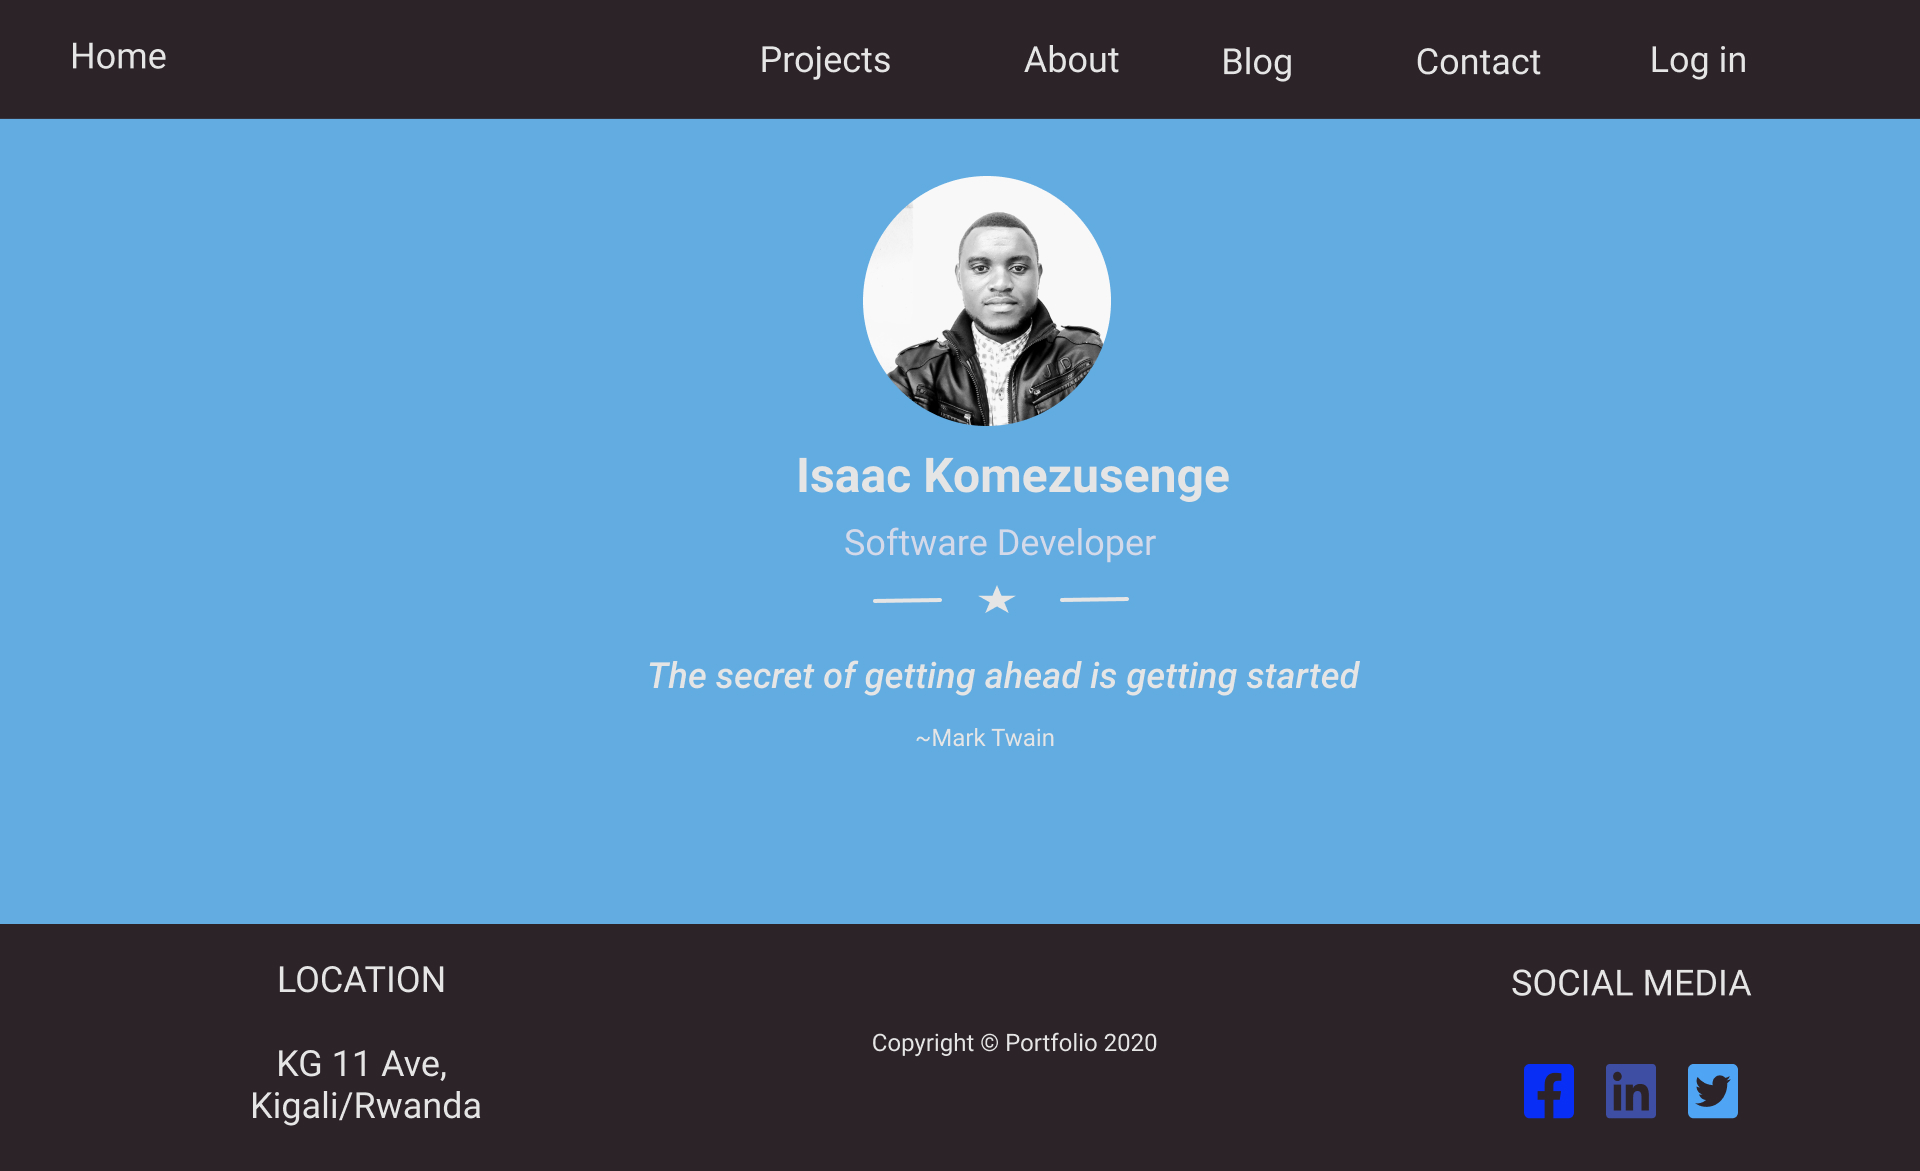 Home
Projects
About
Blog
Contact
Log in
Isaac Komezusenge
Software Developer
The secret of getting ahead is getting started
~Mark Twain
LOCATION
KG 11 Ave,
Kigali/Rwanda
Copyright © Portfolio 2020
SOCIAL MEDIA